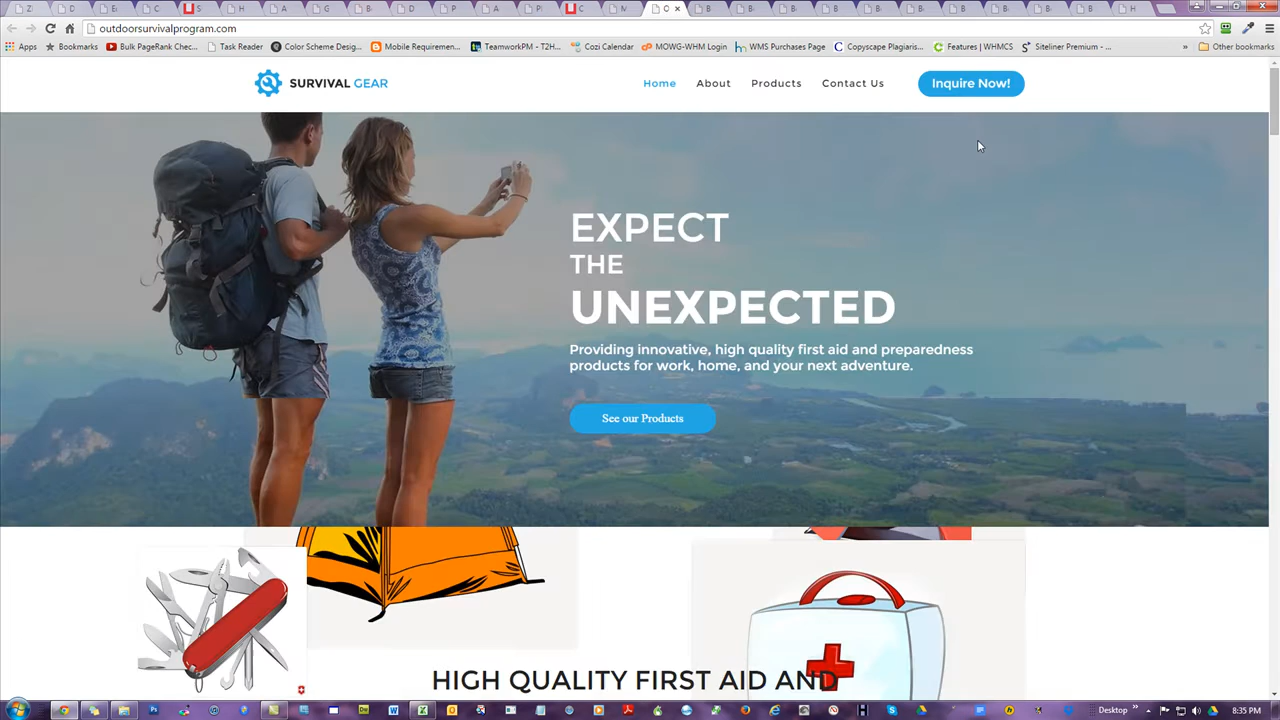 outdoorsurvivalprogram.com
Apps
Bookmarks
Bulk PageRank Chec...
Task Reader
Color Scheme Desig...
Mobile Requiremen...
TeamworkPM - T2H...
Cozi Calendar
MOWG-WHM Login
WMS Purchases Page
Copyscape Plagiaris...
Features | WHMCS
Siteliner Premium - ...
»
Other bookmarks
SURVIVAL GEAR
Home
About
Products
Contact Us
Inquire Now!
EXPECT
THE
UNEXPECTED
Providing innovative, high quality first aid and preparedness
products for work, home, and your next adventure.
See our Products
HIGH QUALITY FIRST AID AND
Desktop
8:35 PM